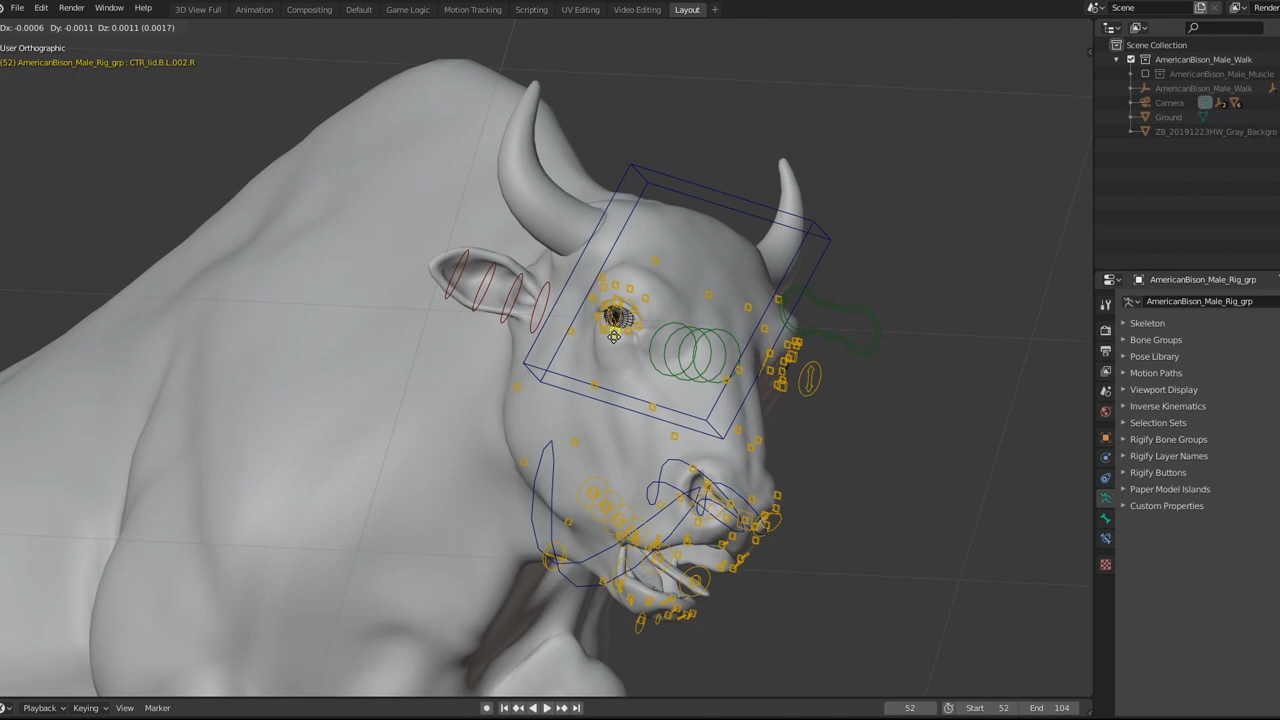 File Edit Render Window Help 3D View Full Animation Compositing Default Game Logic Motion Tracking Scripting UV Editing Video Editing Layout + Scene Render
Dx: -0.0006 Dy: -0.0011 Dz: 0.0011 (0.0017)
User Orthographic
(52) AmericanBison_Male_Rig_grp : CTR_lid.B.L.002.R
Scene Collection
AmericanBison_Male_Walk
AmericanBison_Male_Muscle
AmericanBison_Male_Walk
Camera 2 6
Ground
ZB_20191223HW_Gray_Backgro
AmericanBison_Male_Rig_grp
AmericanBison_Male_Rig_grp
Skeleton
Bone Groups
Pose Library
Motion Paths
Viewport Display
Inverse Kinematics
Selection Sets
Rigify Bone Groups
Rigify Layer Names
Rigify Buttons
Paper Model Islands
Custom Properties
Playback Keying View Marker 52 Start 52 End 104